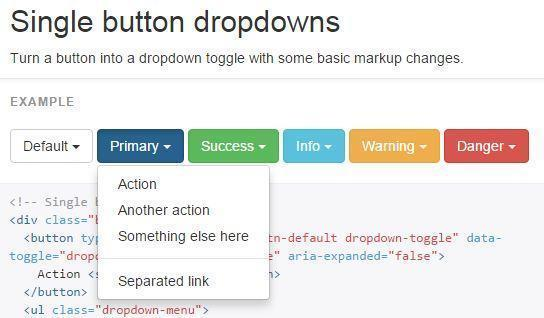 Single button dropdowns
Turn a button into a dropdown toggle with some basic markup changes.
EXAMPLE
Default Primary Success Info Warning Danger
Action
Another action
Something else here
Separated link
<!-- Single
<div class="
<button tn-default dropdown-toggle" data-
toggle=" " aria-expanded="false">
Action
</button>
<ul class="dropdown-menu">